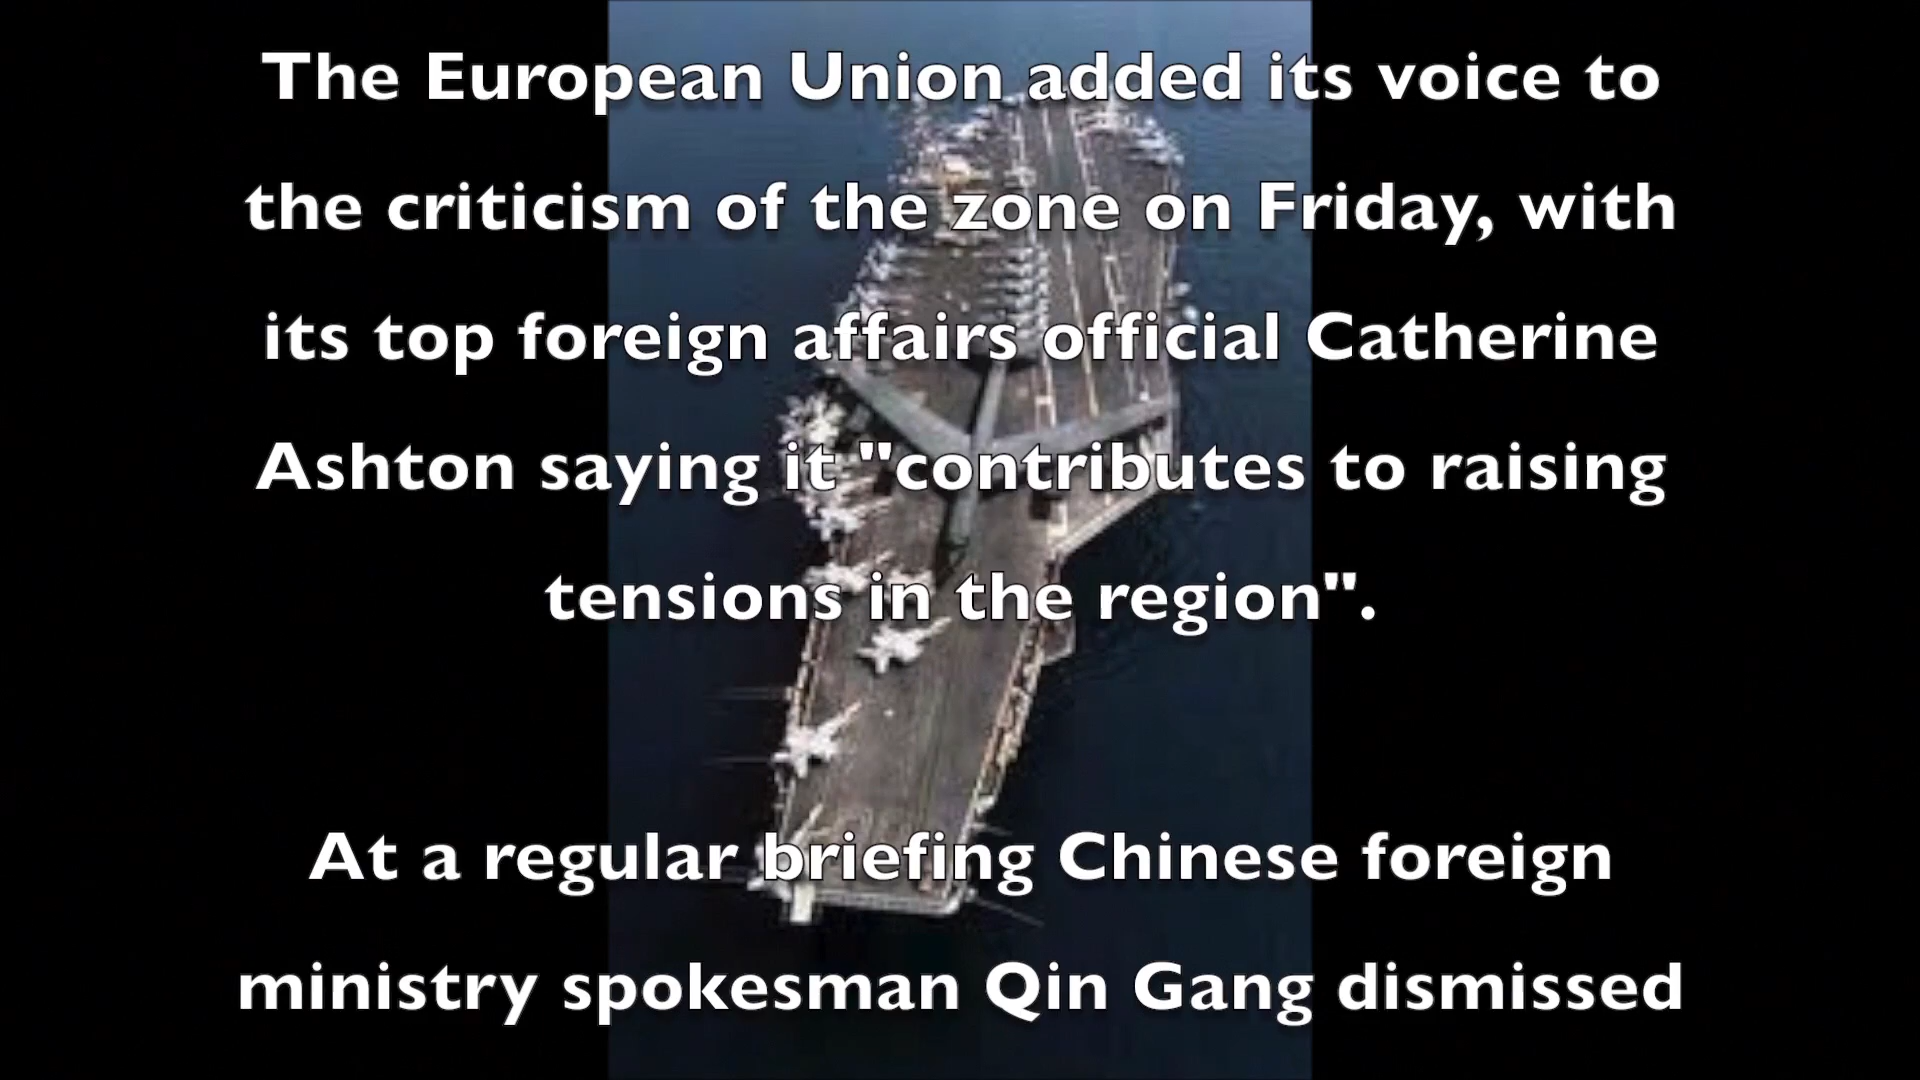 The European Union added its voice to
the criticism of the zone on Friday, with
its top foreign affairs official Catherine
Ashton saying it "contributes to raising
tensions in the region".
At a regular briefing Chinese foreign
ministry spokesman Qin Gang dismissed